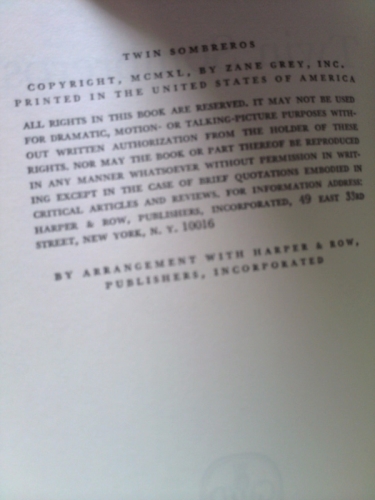 TWIN SOMBREROS
COPYRIGHT, MCMXL, BY ZANE GREY, INC.
PRINTED IN THE UNITED STATES OF AMERICA
ALL RIGHTS IN THIS BOOK ARE RESERVED. IT MAY NOT BE USED
FOR DRAMATIC, MOTION- OR TALKING-PICTURE PURPOSES WITH-
OUT WRITTEN AUTHORIZATION FROM THE HOLDER OF THESE
RIGHTS. NOR MAY THE BOOK OR PART THEREOF BE REPRODUCED
IN ANY MANNER WHATSOEVER WITHOUT PERMISSION IN WRIT-
ING EXCEPT IN THE CASE OF BRIEF QUOTATIONS EMBODIED IN
CRITICAL ARTICLES AND REVIEWS. FOR INFORMATION ADDRESS:
HARPER & ROW, PUBLISHERS, INCORPORATED, 49 EAST 33RD
STREET, NEW YORK, N. Y. 10016
BY ARRANGEMENT WITH HARPER & ROW,
PUBLISHERS, INCORPORATED